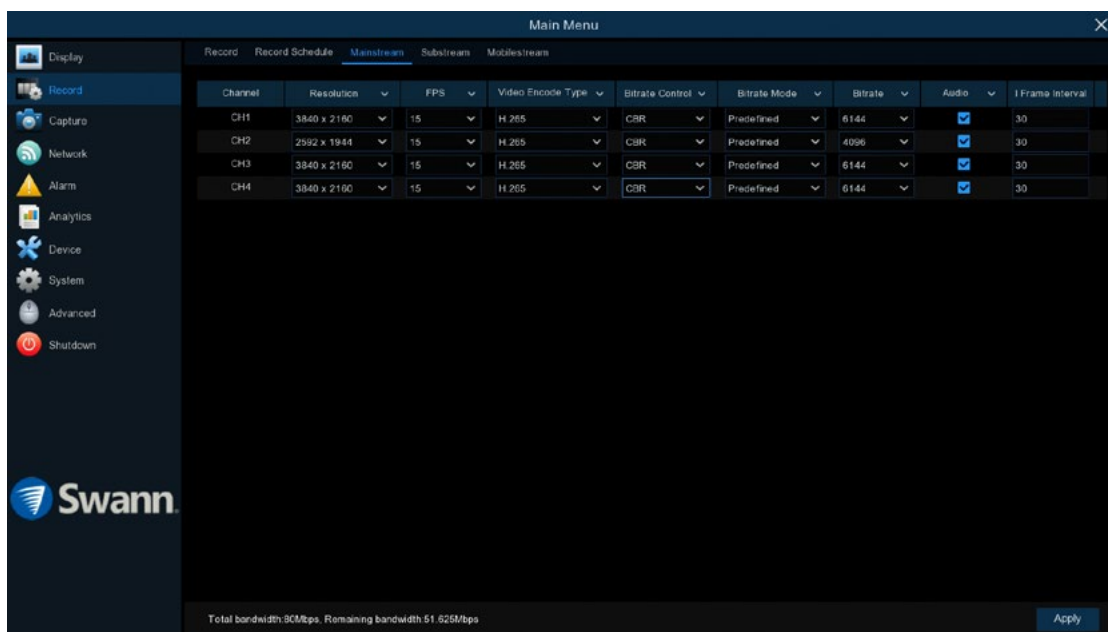 Main Menu
Display
Record
Capture
Network
Alarm
Analytics
Device
System
Advanced
Shutdown
Swann
Record Record Schedule Mainstream Substream Mobilestream
Channel Resolution FPS Video Encode Type Bitrate Control Bitrate Mode Bitrate Audio I Frame Interval
CH1 3840 x 2160 15 H.265 CBR Predefined 6144 30
CH2 2592 x 1944 15 H.265 CBR Predefined 4096 30
CH3 3840 x 2160 15 H.265 CBR Predefined 6144 30
CH4 3840 x 2160 15 H.265 CBR Predefined 6144 30
Total bandwidth:80Mbps, Remaining bandwidth:51.625Mbps
Apply